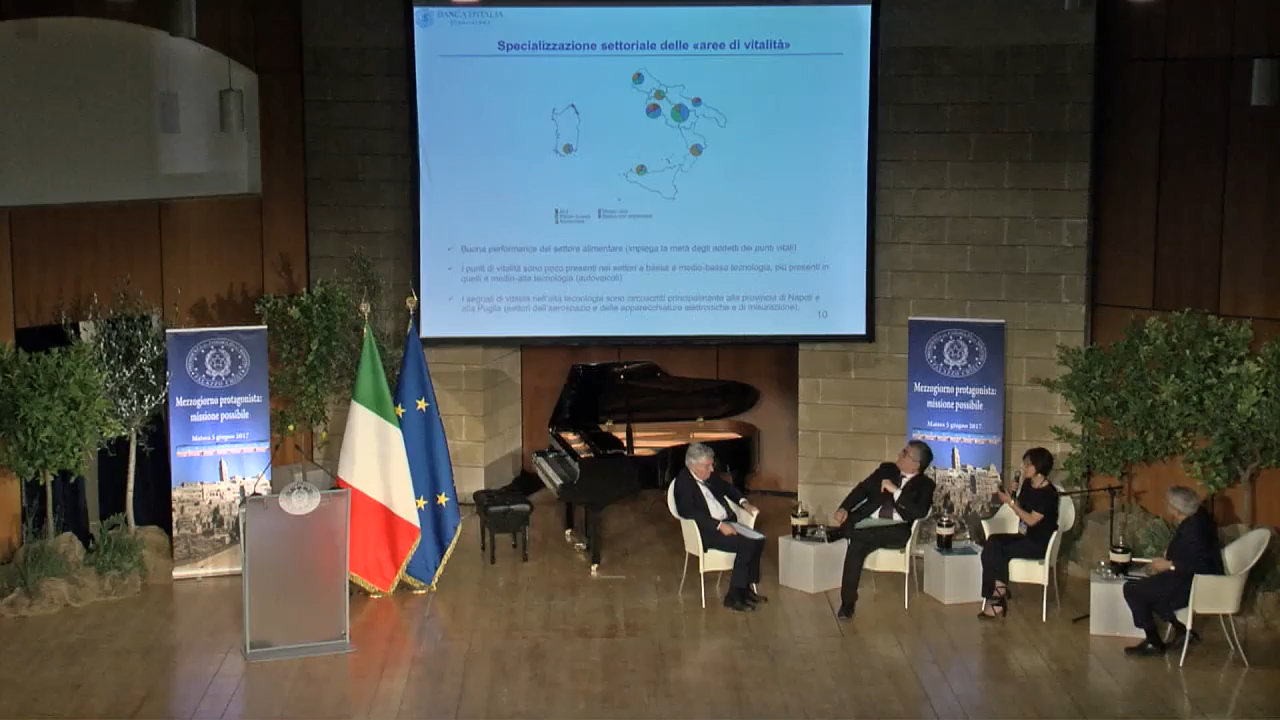 BANCA D'ITALIA
Specializzazione settoriale delle «aree di vitalità»
Buona performance del settore alimentare (impiega la metà degli addetti dei punti vitali)
I punti di vitalità sono poco presenti nei settori a bassa e medio-bassa tecnologia, più presenti in
quelli a medio-alta tecnologia (autoveicoli)
I segnali di vitalità nell'alta tecnologia sono circoscritti principalmente alla provincia di Napoli e
alla Puglia (settori dell'aerospazio e delle apparecchiature elettroniche e di misurazione).
10
PALAZZO CHIGI
Mezzogiorno protagonista:
missione possibile
Matera 5 giugno 2017
PALAZZO CHIGI
Mezzogiorno protagonista:
missione possibile
Matera 5 giugno 2017